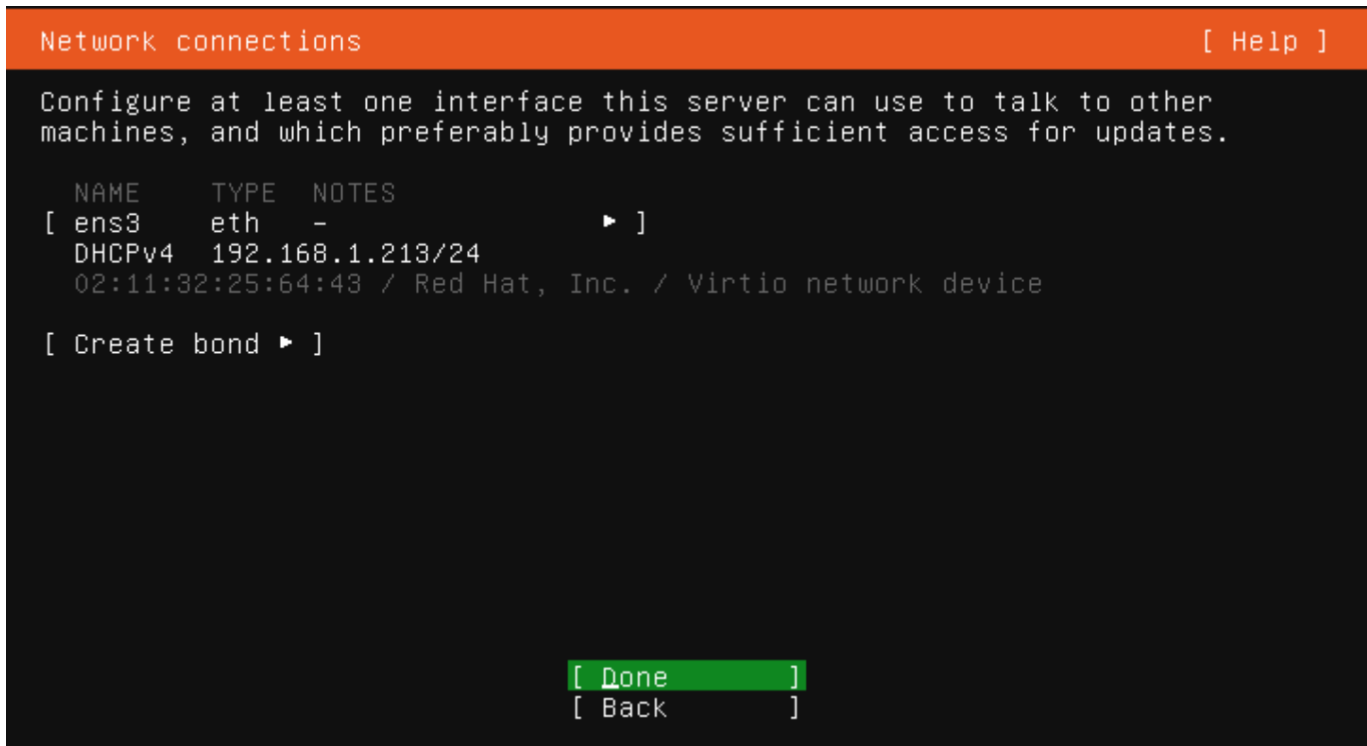 Network connections [ Help ]
Configure at least one interface this server can use to talk to other
machines, and which preferably provides sufficient access for updates.
NAME TYPE NOTES
[ ens3 eth – ▸ ]
DHCPv4 192.168.1.213/24
02:11:32:25:64:43 / Red Hat, Inc. / Virtio network device
[ Create bond ▸ ]
[ Done ]
[ Back ]